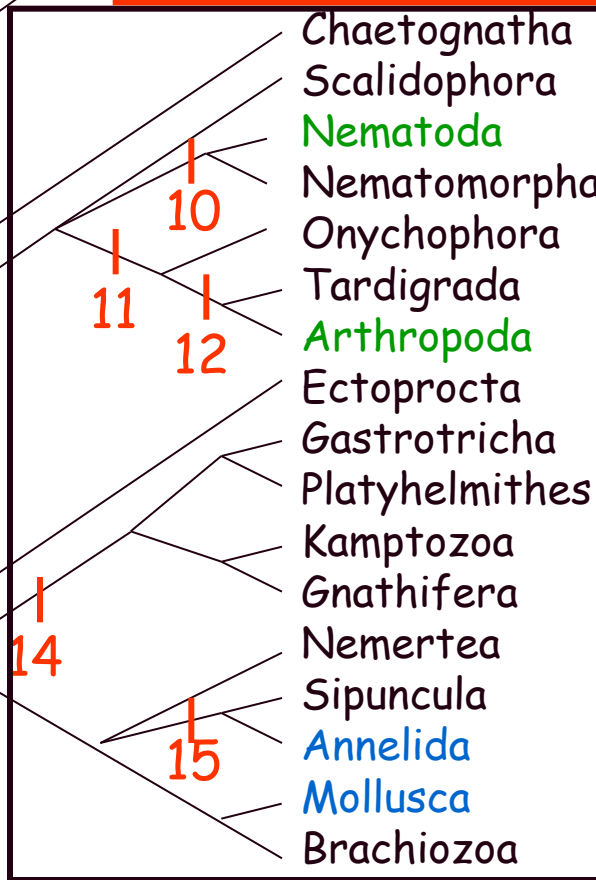 Chaetognatha
Scalidophora
Nematoda
Nematomorpha
10
Onychophora
Tardigrada
11
Arthropoda
12
Ectoprocta
Gastrotricha
Platyhelmithes
Kamptozoa
Gnathifera
Nemertea
14
Sipuncula
Annelida
15
Mollusca
Brachiozoa